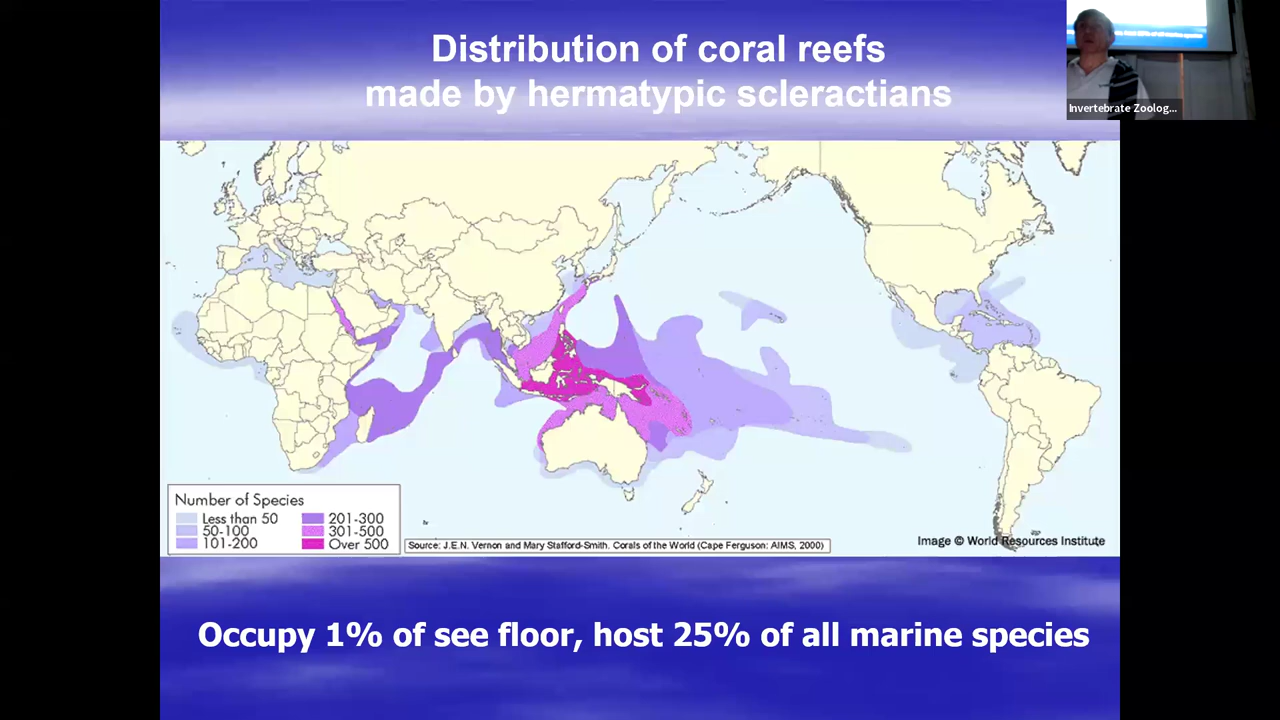 Distribution of coral reefs
made by hermatypic scleractians
Invertebrate Zoolog...
Number of Species
Less than 50
50-100
101-200
201-300
301-500
Over 500
Source: J.E.N. Vernon and Mary Stafford-Smith. Corals of the World (Cape Ferguson: AIMS, 2000)
Image © World Resources Institute
Occupy 1% of see floor, host 25% of all marine species